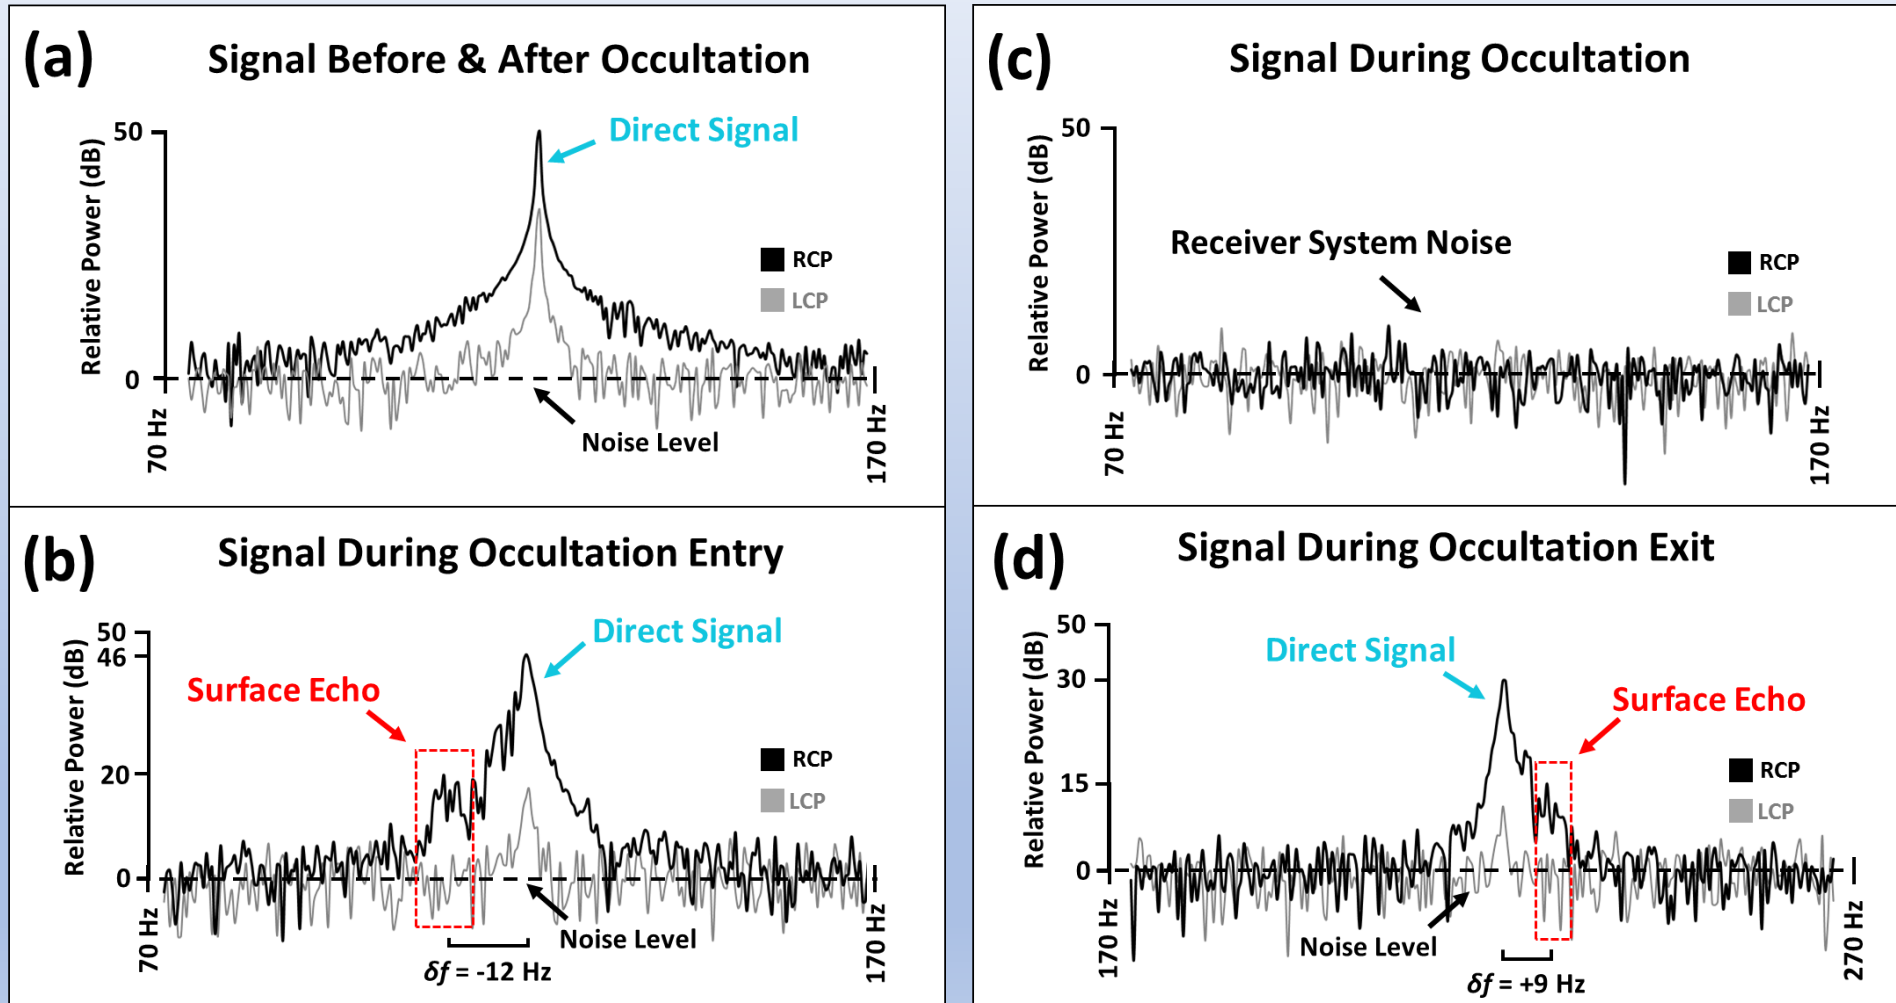 (a)
Signal Before & After Occultation
50
Direct Signal
Relative Power (dB)
RCP
LCP
0
Noise Level
70 Hz
170 Hz
(b)
Signal During Occultation Entry
50
46
Direct Signal
Surface Echo
Relative Power (dB)
RCP
20
LCP
0
Noise Level
70 Hz
170 Hz
δf = -12 Hz
(c)
Signal During Occultation
50
Relative Power (dB)
Receiver System Noise
RCP
LCP
0
70 Hz
170 Hz
(d)
Signal During Occultation Exit
50
Direct Signal
30
Surface Echo
Relative Power (dB)
RCP
15
LCP
0
Noise Level
170 Hz
270 Hz
δf = +9 Hz